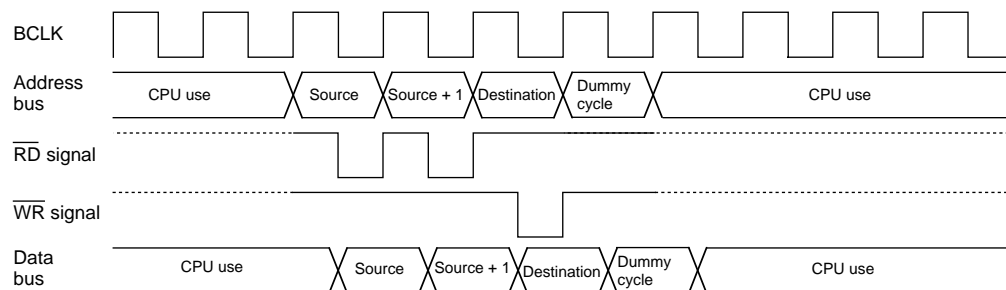 BCLK
Address
bus
CPU use
Source
Source + 1
Destination
Dummy
cycle
CPU use
RD signal
WR signal
Data
bus
CPU use
Source
Source + 1
Destination
Dummy
cycle
CPU use